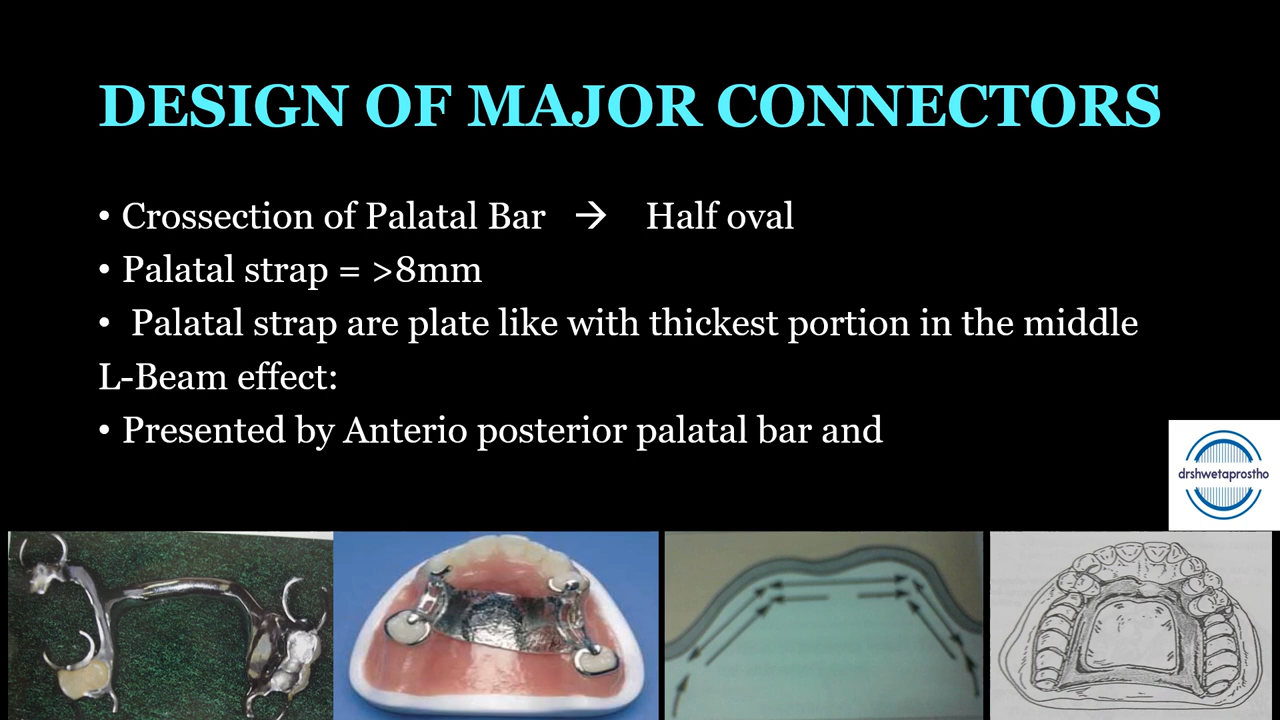 DESIGN OF MAJOR CONNECTORS
• Crossection of Palatal Bar → Half oval
• Palatal strap = >8mm
• Palatal strap are plate like with thickest portion in the middle
L-Beam effect:
• Presented by Anterio posterior palatal bar and
drshwetaprostho